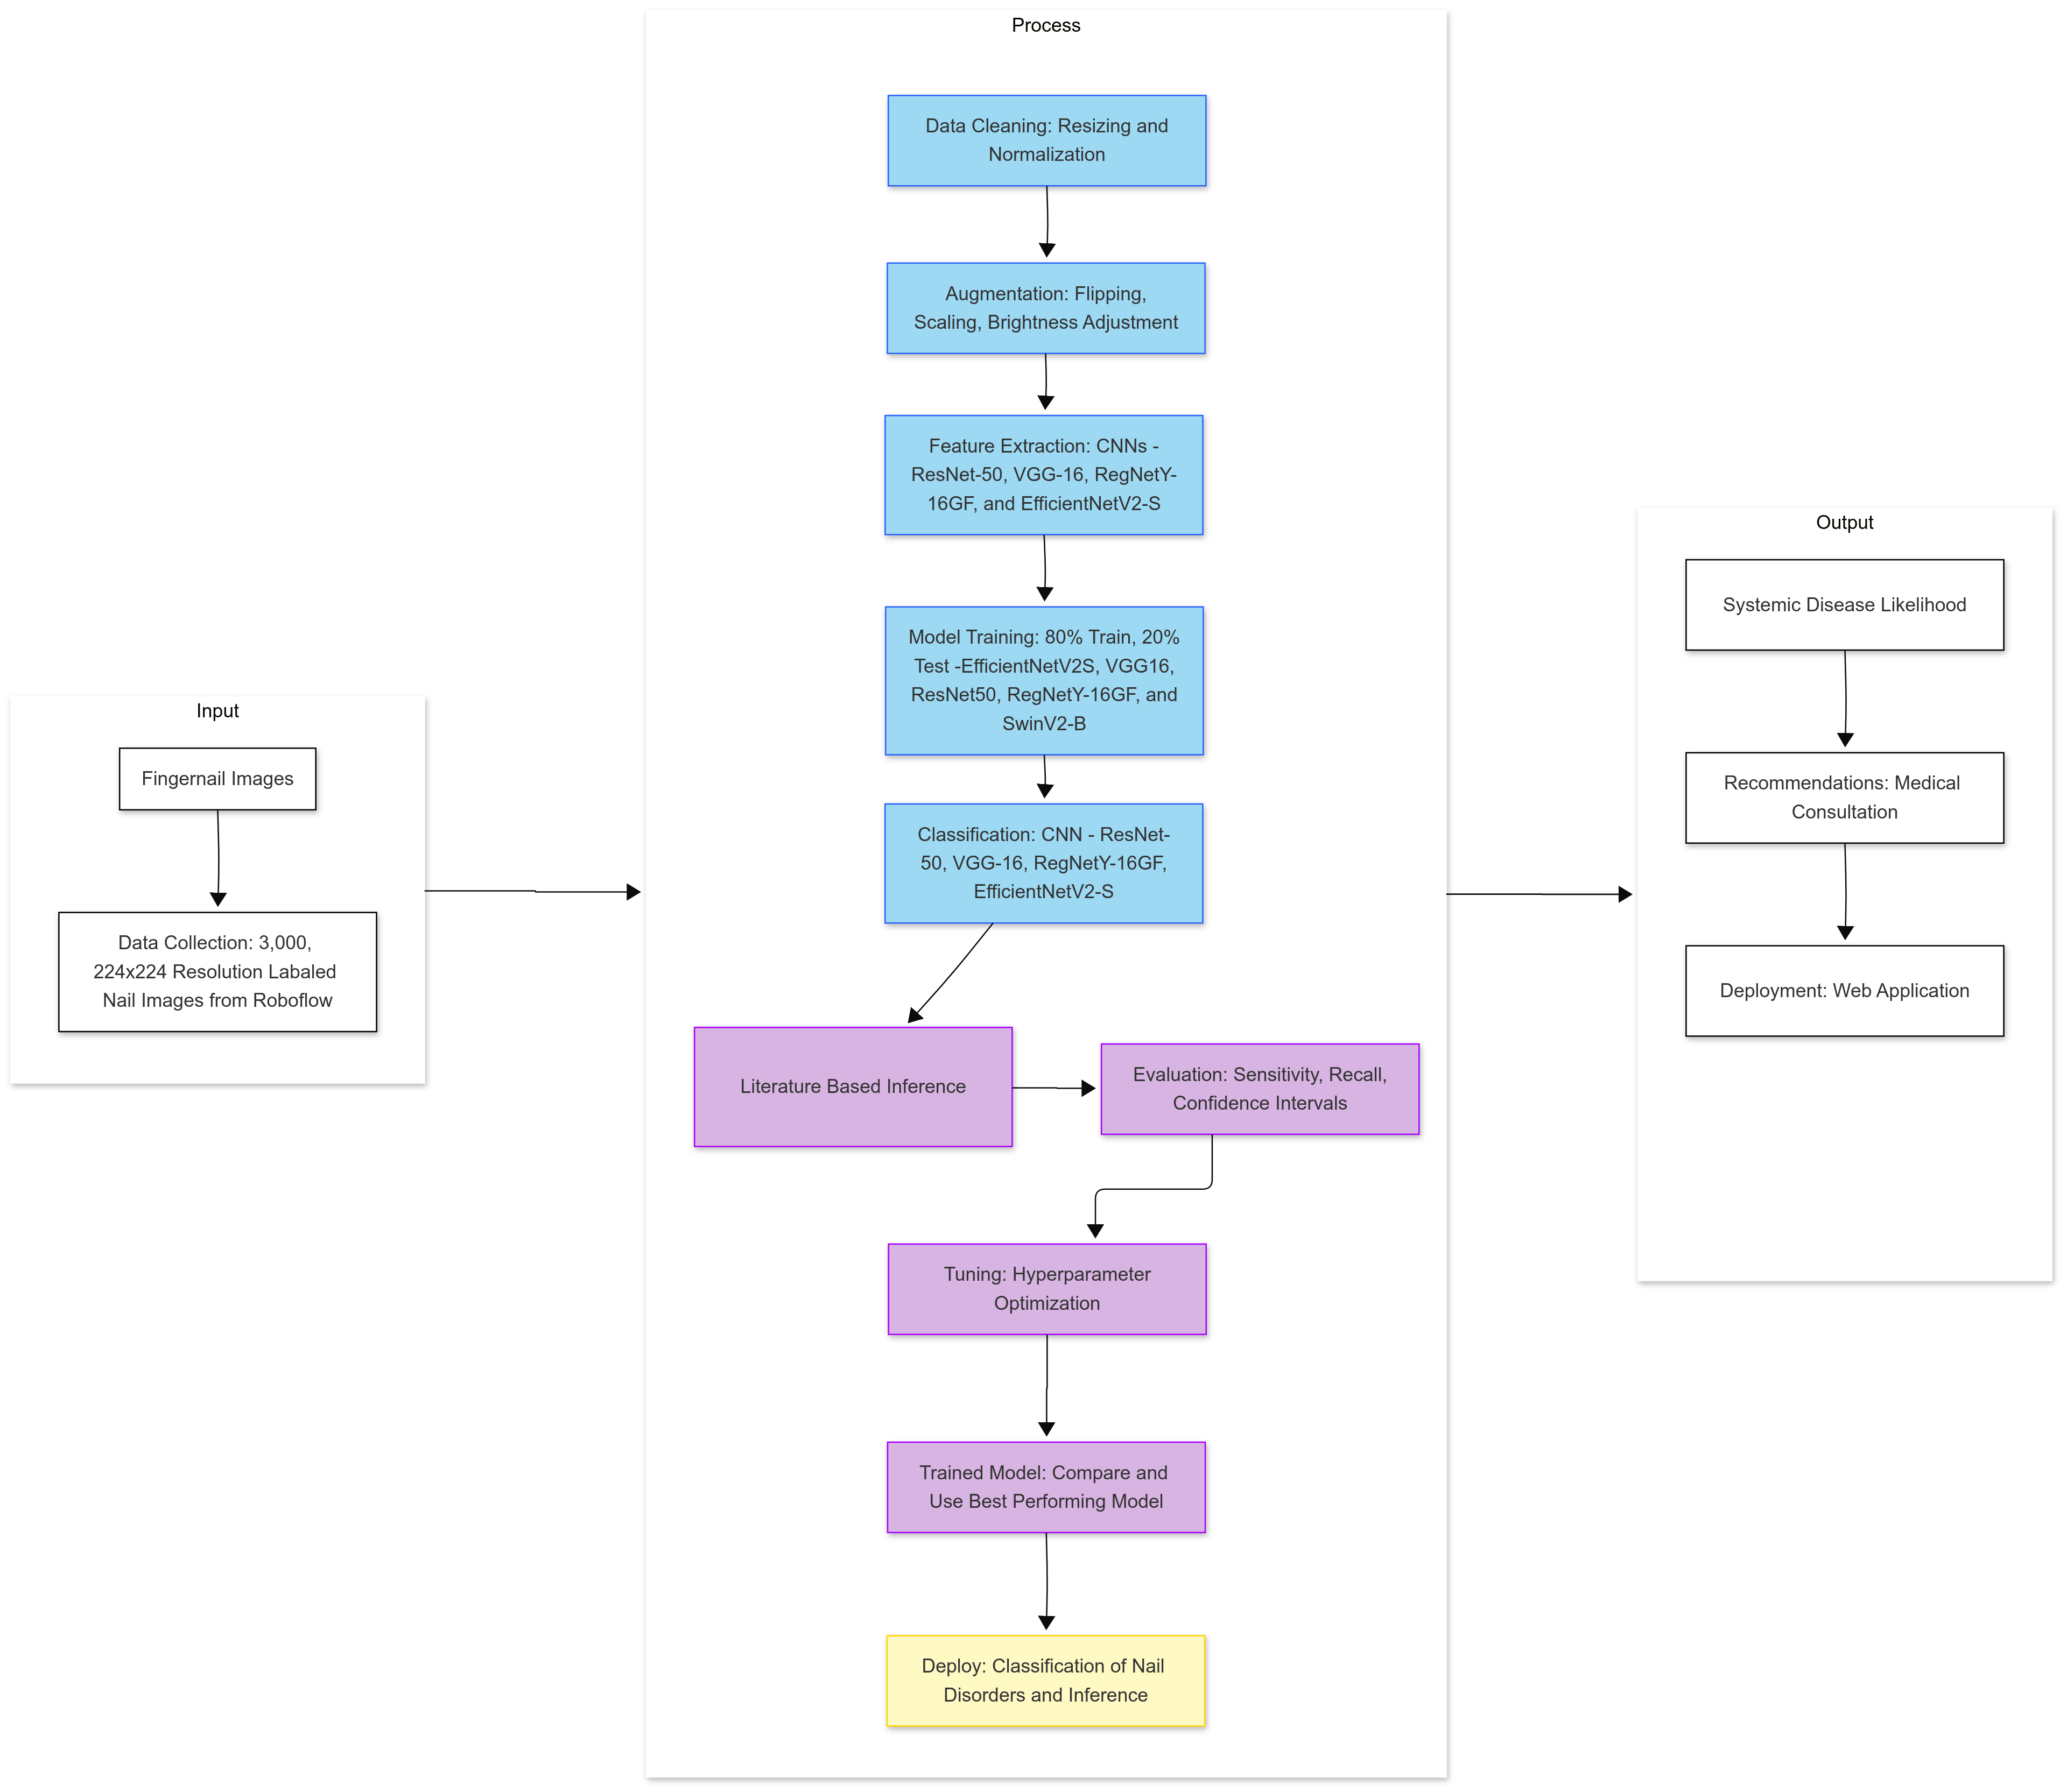 Input
Fingernail Images
Data Collection: 3,000,
224x224 Resolution Labaled
Nail Images from Roboflow
Process
Data Cleaning: Resizing and
Normalization
Augmentation: Flipping,
Scaling, Brightness Adjustment
Feature Extraction: CNNs -
ResNet-50, VGG-16, RegNetY-
16GF, and EfficientNetV2-S
Model Training: 80% Train, 20%
Test -EfficientNetV2S, VGG16,
ResNet50, RegNetY-16GF, and
SwinV2-B
Classification: CNN - ResNet-
50, VGG-16, RegNetY-16GF,
EfficientNetV2-S
Literature Based Inference
Evaluation: Sensitivity, Recall,
Confidence Intervals
Tuning: Hyperparameter
Optimization
Trained Model: Compare and
Use Best Performing Model
Deploy: Classification of Nail
Disorders and Inference
Output
Systemic Disease Likelihood
Recommendations: Medical
Consultation
Deployment: Web Application